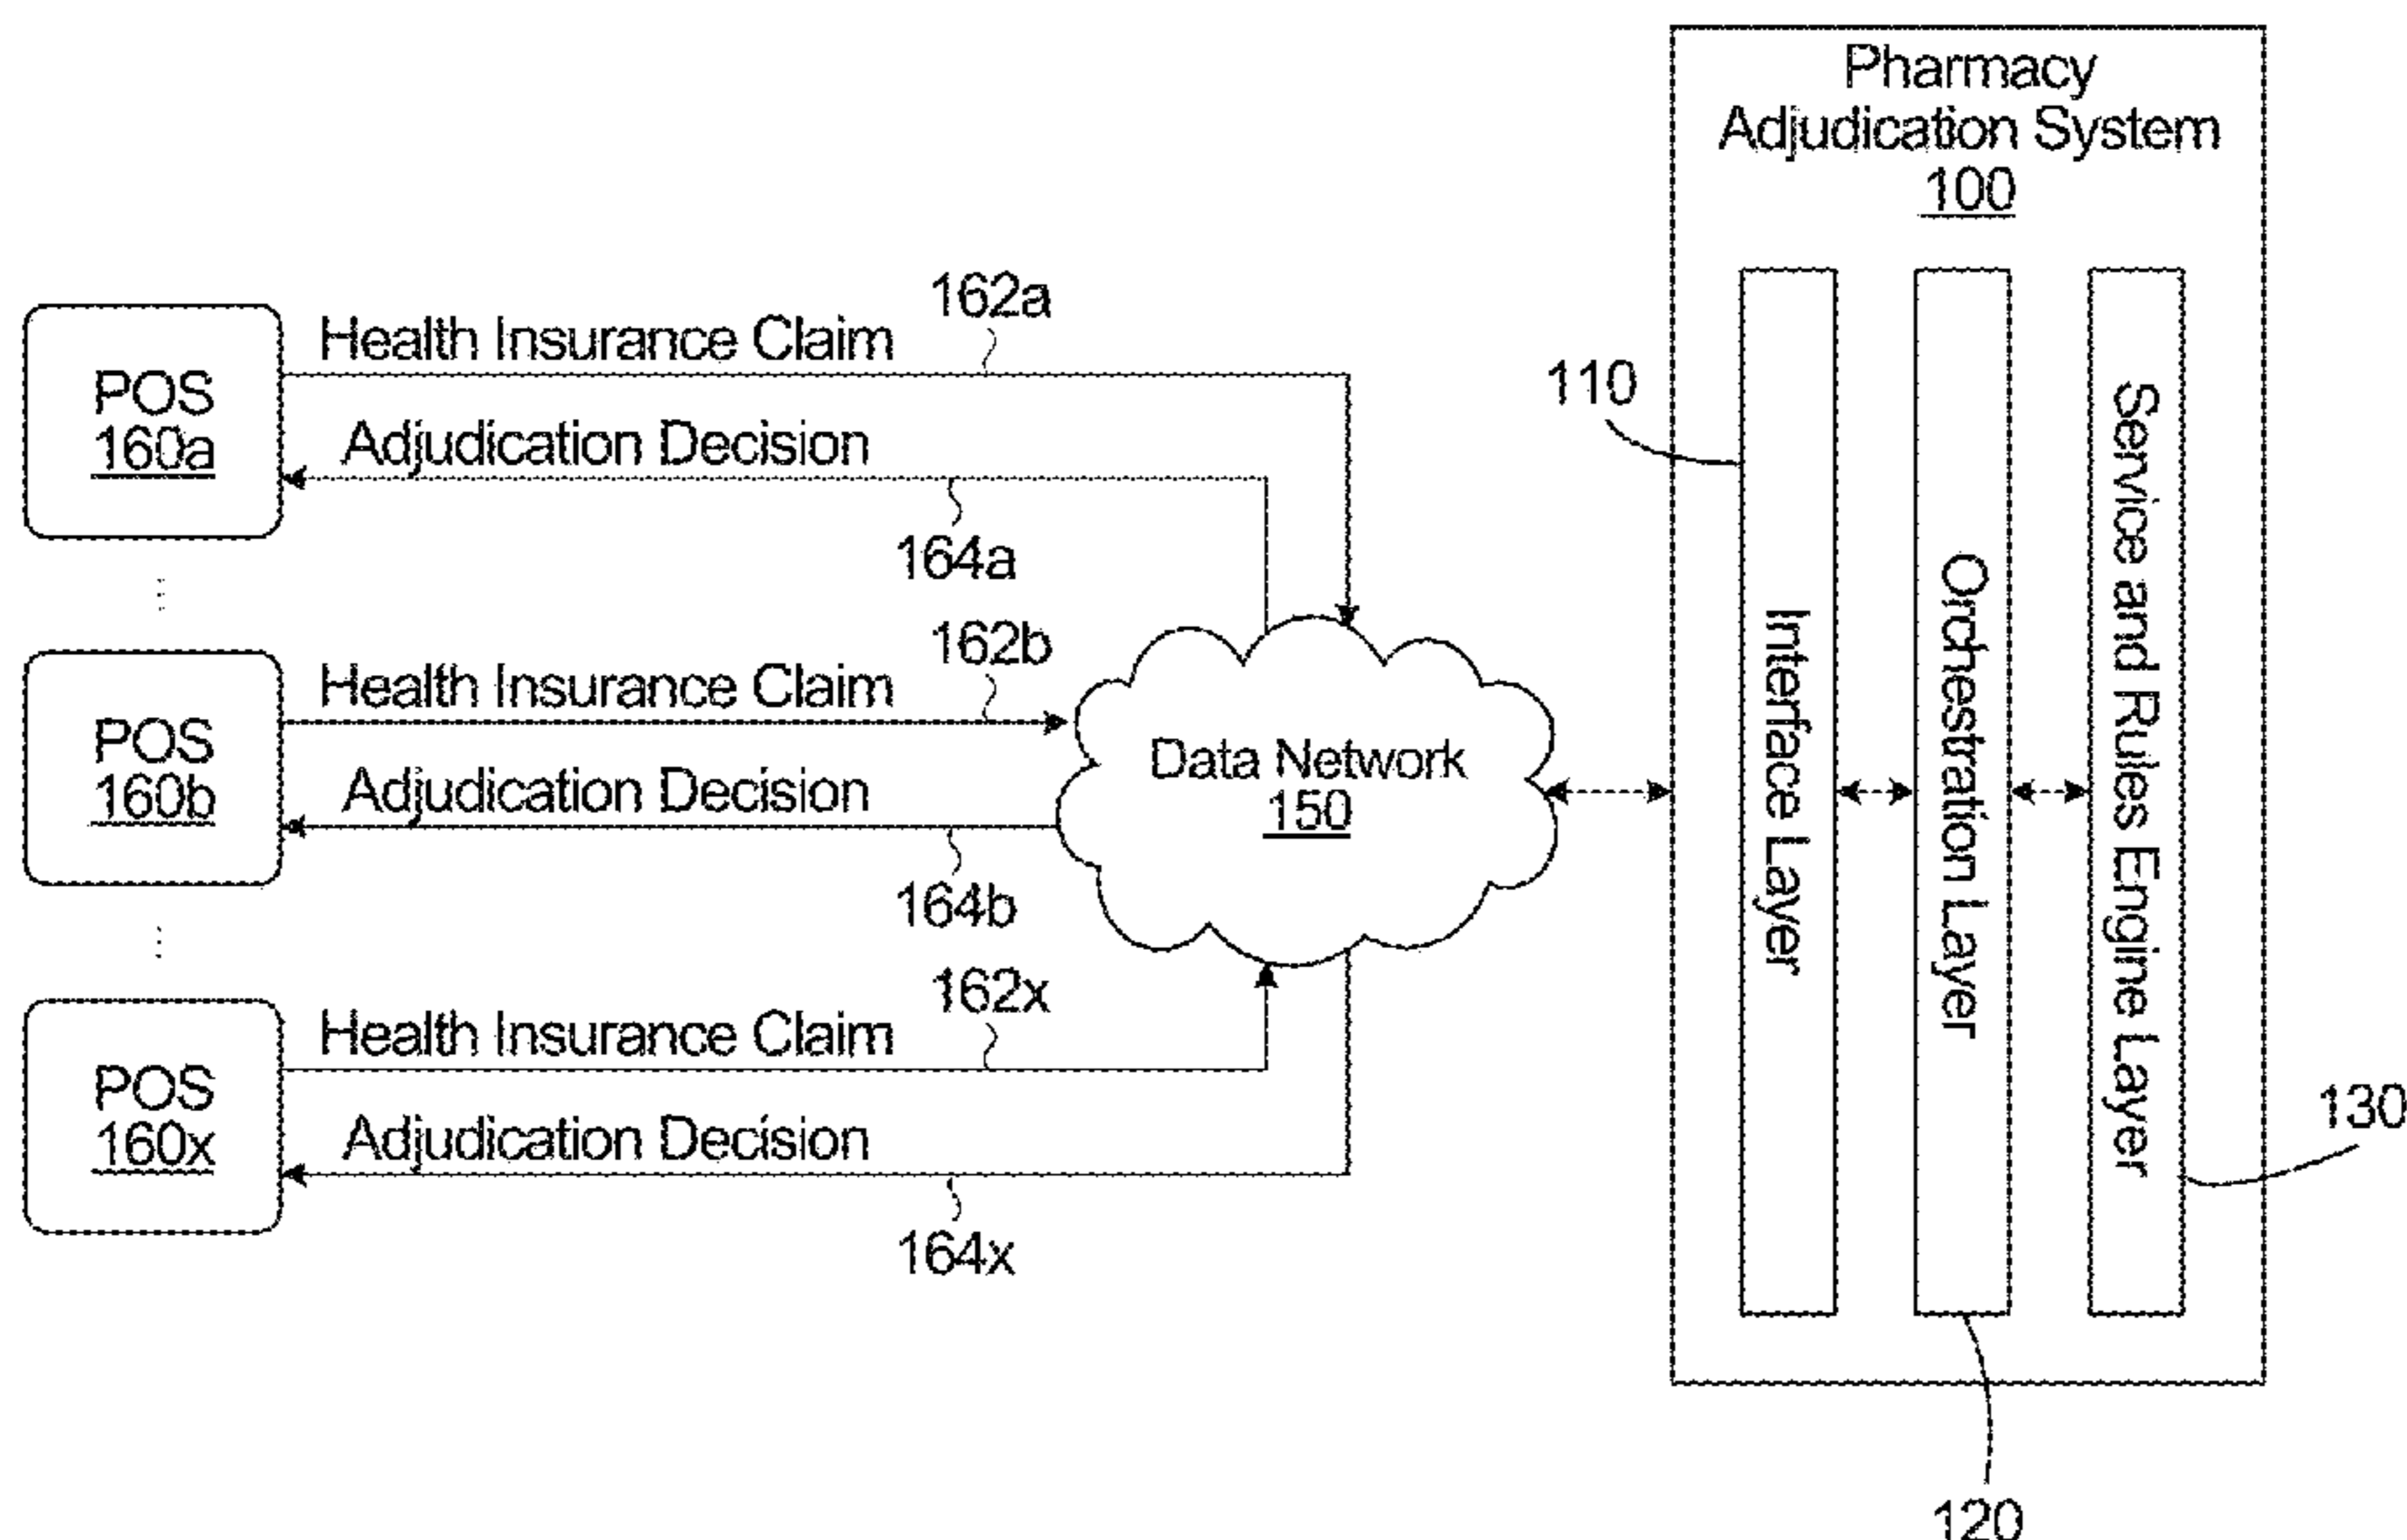 Pharmacy
Adjudication System
100
162a
Health Insurance Claim
POS
160a
Adjudication Decision
164a
110
Interface Layer
Orchestration Layer
Service and Rules Engine Layer
162b
Health Insurance Claim
POS
160b
Adjudication Decision
164b
Data Network
150
162x
Health Insurance Claim
POS
160x
Adjudication Decision
164x
130
120